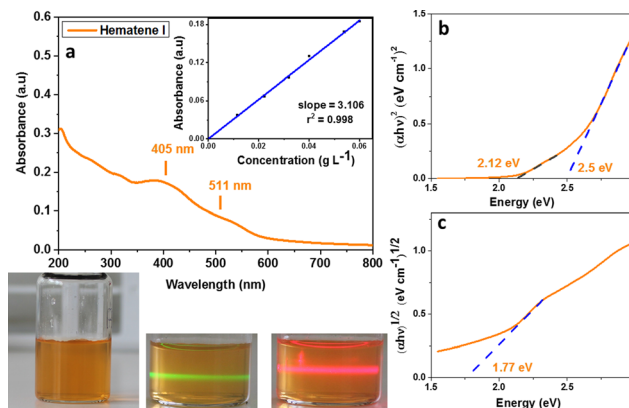 Hematene I
a
Absorbance (a.u)
0.6
0.5
0.4
0.3
0.2
0.1
0.0
200 300 400 500 600 700 800
Wavelength (nm)
405 nm
511 nm
Absorbance (a.u)
0.18
0.12
0.06
0.00
0.00 0.02 0.04 0.06
Concentration (g L-1)
slope = 3.106
r2 = 0.998
b
(αhν)2 (eV cm-1)2
1.5
1.0
0.5
0.0
1.5 2.0 2.5
Energy (eV)
2.12 eV
2.5 eV
c
(αhν)1/2 (eV cm-1)1/2
1.0
0.5
0.0
1.5 2.0 2.5
Energy (eV)
1.77 eV